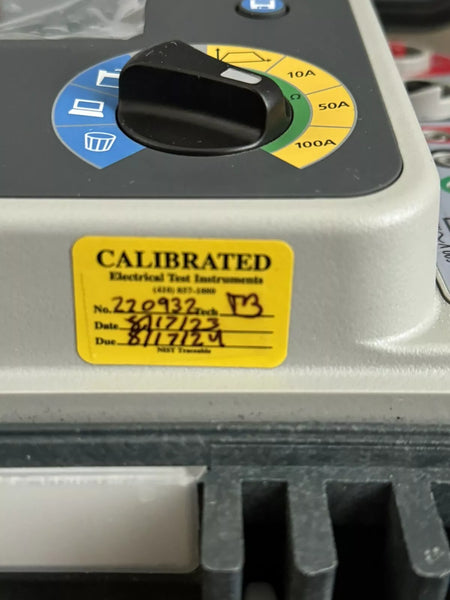 10A
50A
100A
CALIBRATED
Electrical Test Instruments
No. 220932 Tech
Date 8/17/23
Due 8/17/24
NIST Traceable